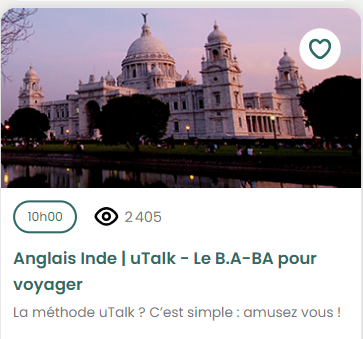 10h00 2 405
Anglais Inde | uTalk - Le B.A-BA pour
voyager
La méthode uTalk ? C'est simple : amusez vous !